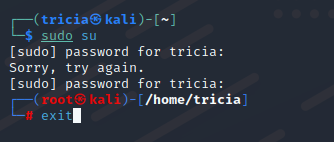 ┌──(tricia㉿kali)-[~]
└─$ sudo su
[sudo] password for tricia:
Sorry, try again.
[sudo] password for tricia:
┌──(root㉿kali)-[/home/tricia]
└─# exit